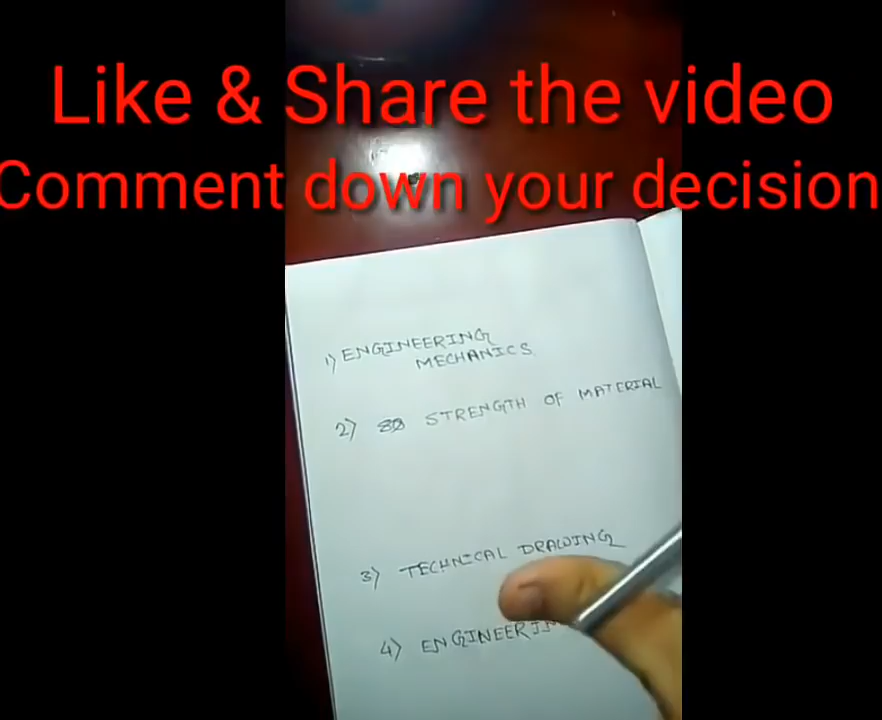 Like & Share the video
Comment down your decision
1) ENGINEERING
MECHANICS
2) STRENGTH OF MATERIAL
3) TECHNICAL DRAWING
4) ENGINEERIN